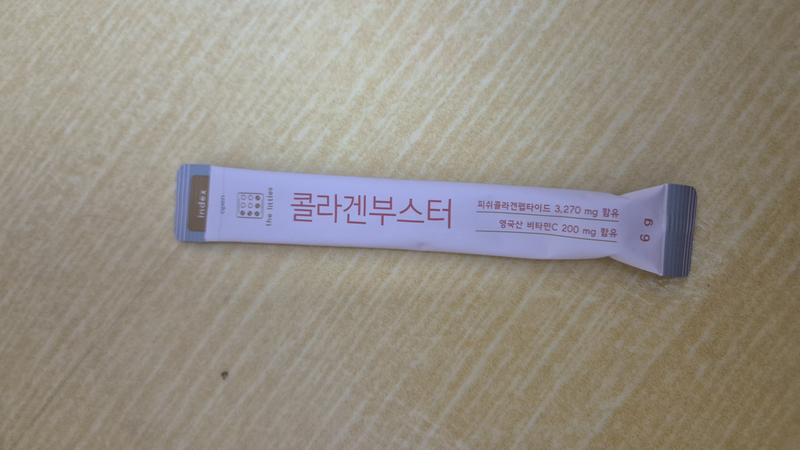 index
open
the littles
콜라겐부스터
피쉬콜라겐펩타이드 3,270 mg 함유
영국산 비타민C 200 mg 함유
6 g